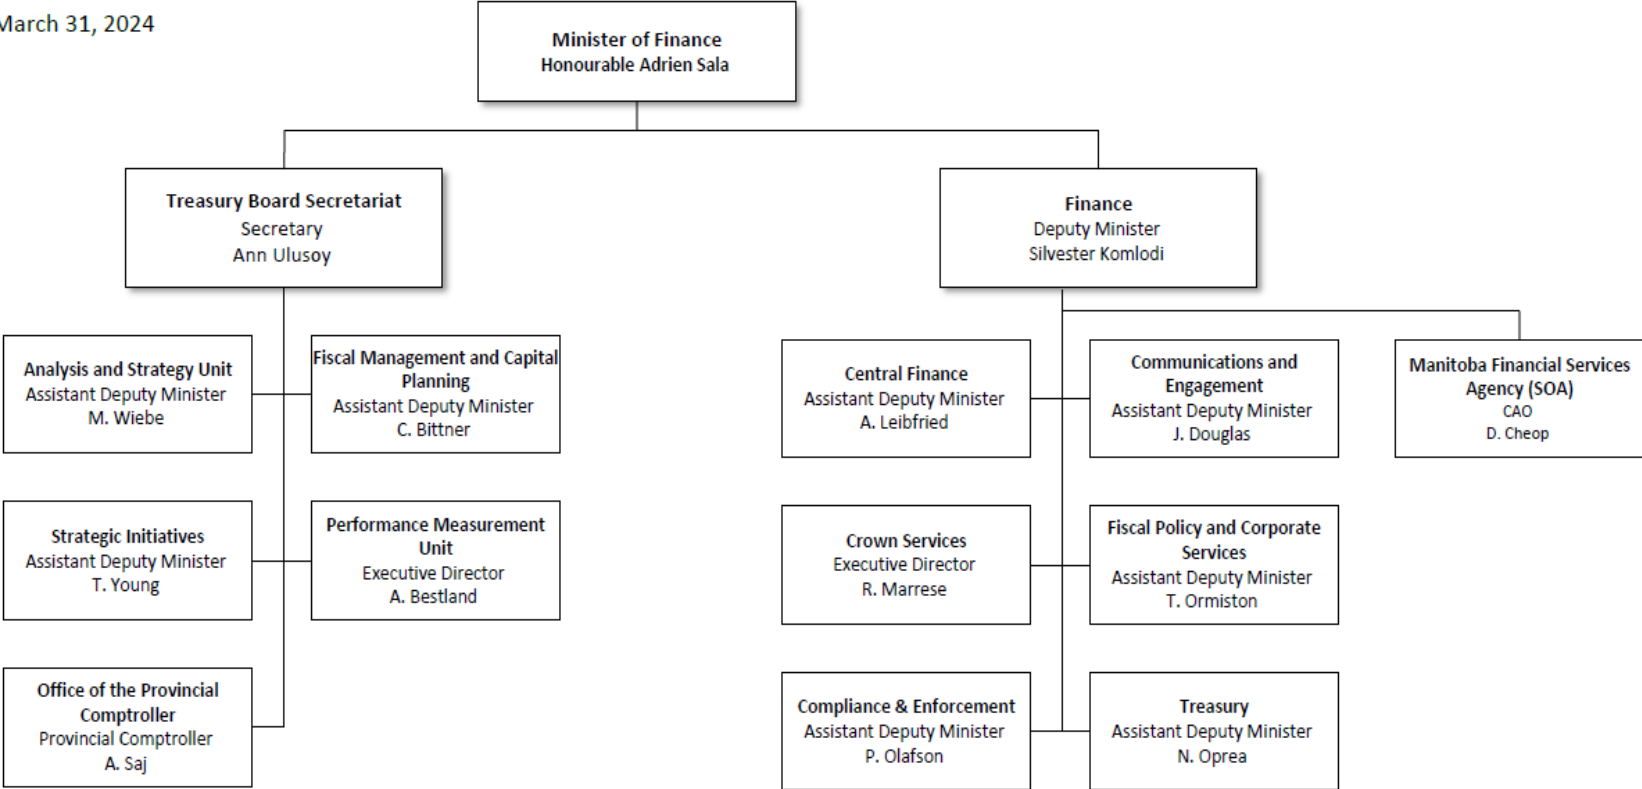 March 31, 2024
Minister of Finance
Honourable Adrien Sala
Treasury Board Secretariat
Secretary
Ann Ulusoy
Finance
Deputy Minister
Silvester Komlodi
Analysis and Strategy Unit
Assistant Deputy Minister
M. Wiebe
Fiscal Management and Capital
Planning
Assistant Deputy Minister
C. Bittner
Central Finance
Assistant Deputy Minister
A. Leibfried
Communications and
Engagement
Assistant Deputy Minister
J. Douglas
Manitoba Financial Services
Agency (SOA)
CAO
D. Cheop
Strategic Initiatives
Assistant Deputy Minister
T. Young
Performance Measurement
Unit
Executive Director
A. Bestland
Crown Services
Executive Director
R. Marrese
Fiscal Policy and Corporate
Services
Assistant Deputy Minister
T. Ormiston
Office of the Provincial
Comptroller
Provincial Comptroller
A. Saj
Compliance & Enforcement
Assistant Deputy Minister
P. Olafson
Treasury
Assistant Deputy Minister
N. Oprea